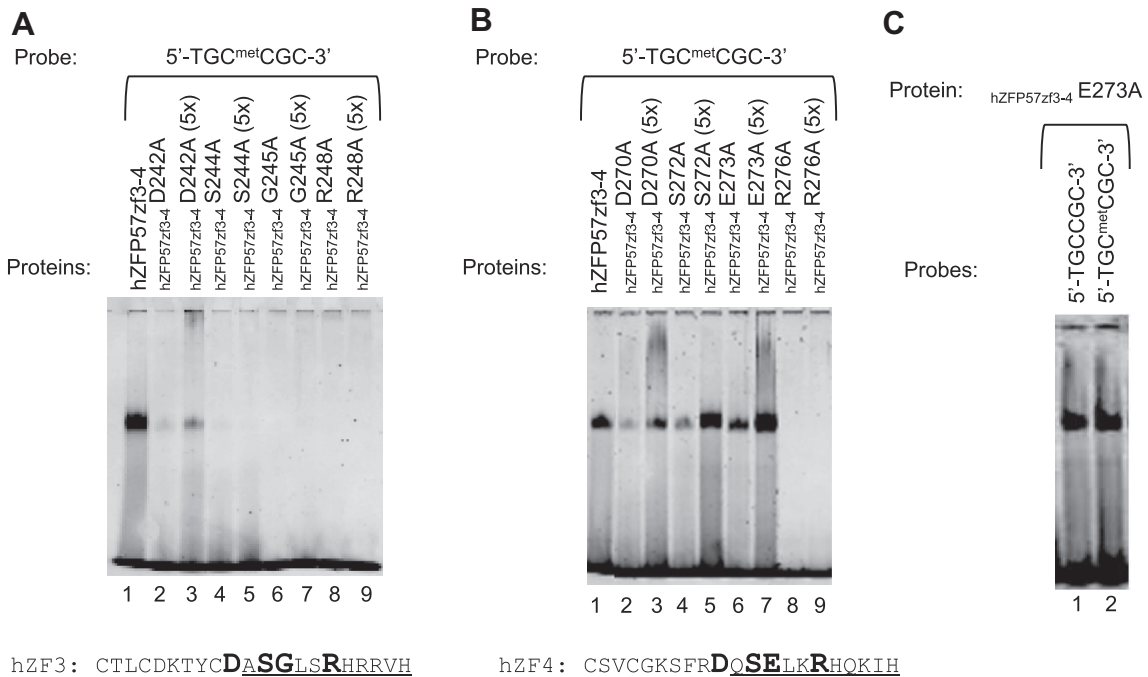 A
Probe:
5'-TGCmetCGC-3'
Proteins:
hZFP57zf3-4
hZFP57zf3-4 D242A
hZFP57zf3-4 D242A (5x)
hZFP57zf3-4 S244A
hZFP57zf3-4 S244A (5x)
hZFP57zf3-4 G245A
hZFP57zf3-4 G245A (5x)
hZFP57zf3-4 R248A
hZFP57zf3-4 R248A (5x)
1 2 3 4 5 6 7 8 9
hZF3: CTLCDKTYCDASGLSRHRRVH
B
Probe:
5'-TGCmetCGC-3'
Proteins:
hZFP57zf3-4
hZFP57zf3-4 D270A
hZFP57zf3-4 D270A (5x)
hZFP57zf3-4 S272A
hZFP57zf3-4 S272A (5x)
hZFP57zf3-4 E273A
hZFP57zf3-4 E273A (5x)
hZFP57zf3-4 R276A
hZFP57zf3-4 R276A (5x)
1 2 3 4 5 6 7 8 9
hZF4: CSVCGKSFRDQSELKRHQKIH
C
Protein:
hZFP57zf3-4 E273A
Probes:
5'-TGCCGC-3'
5'-TGCmetCGC-3'
1 2